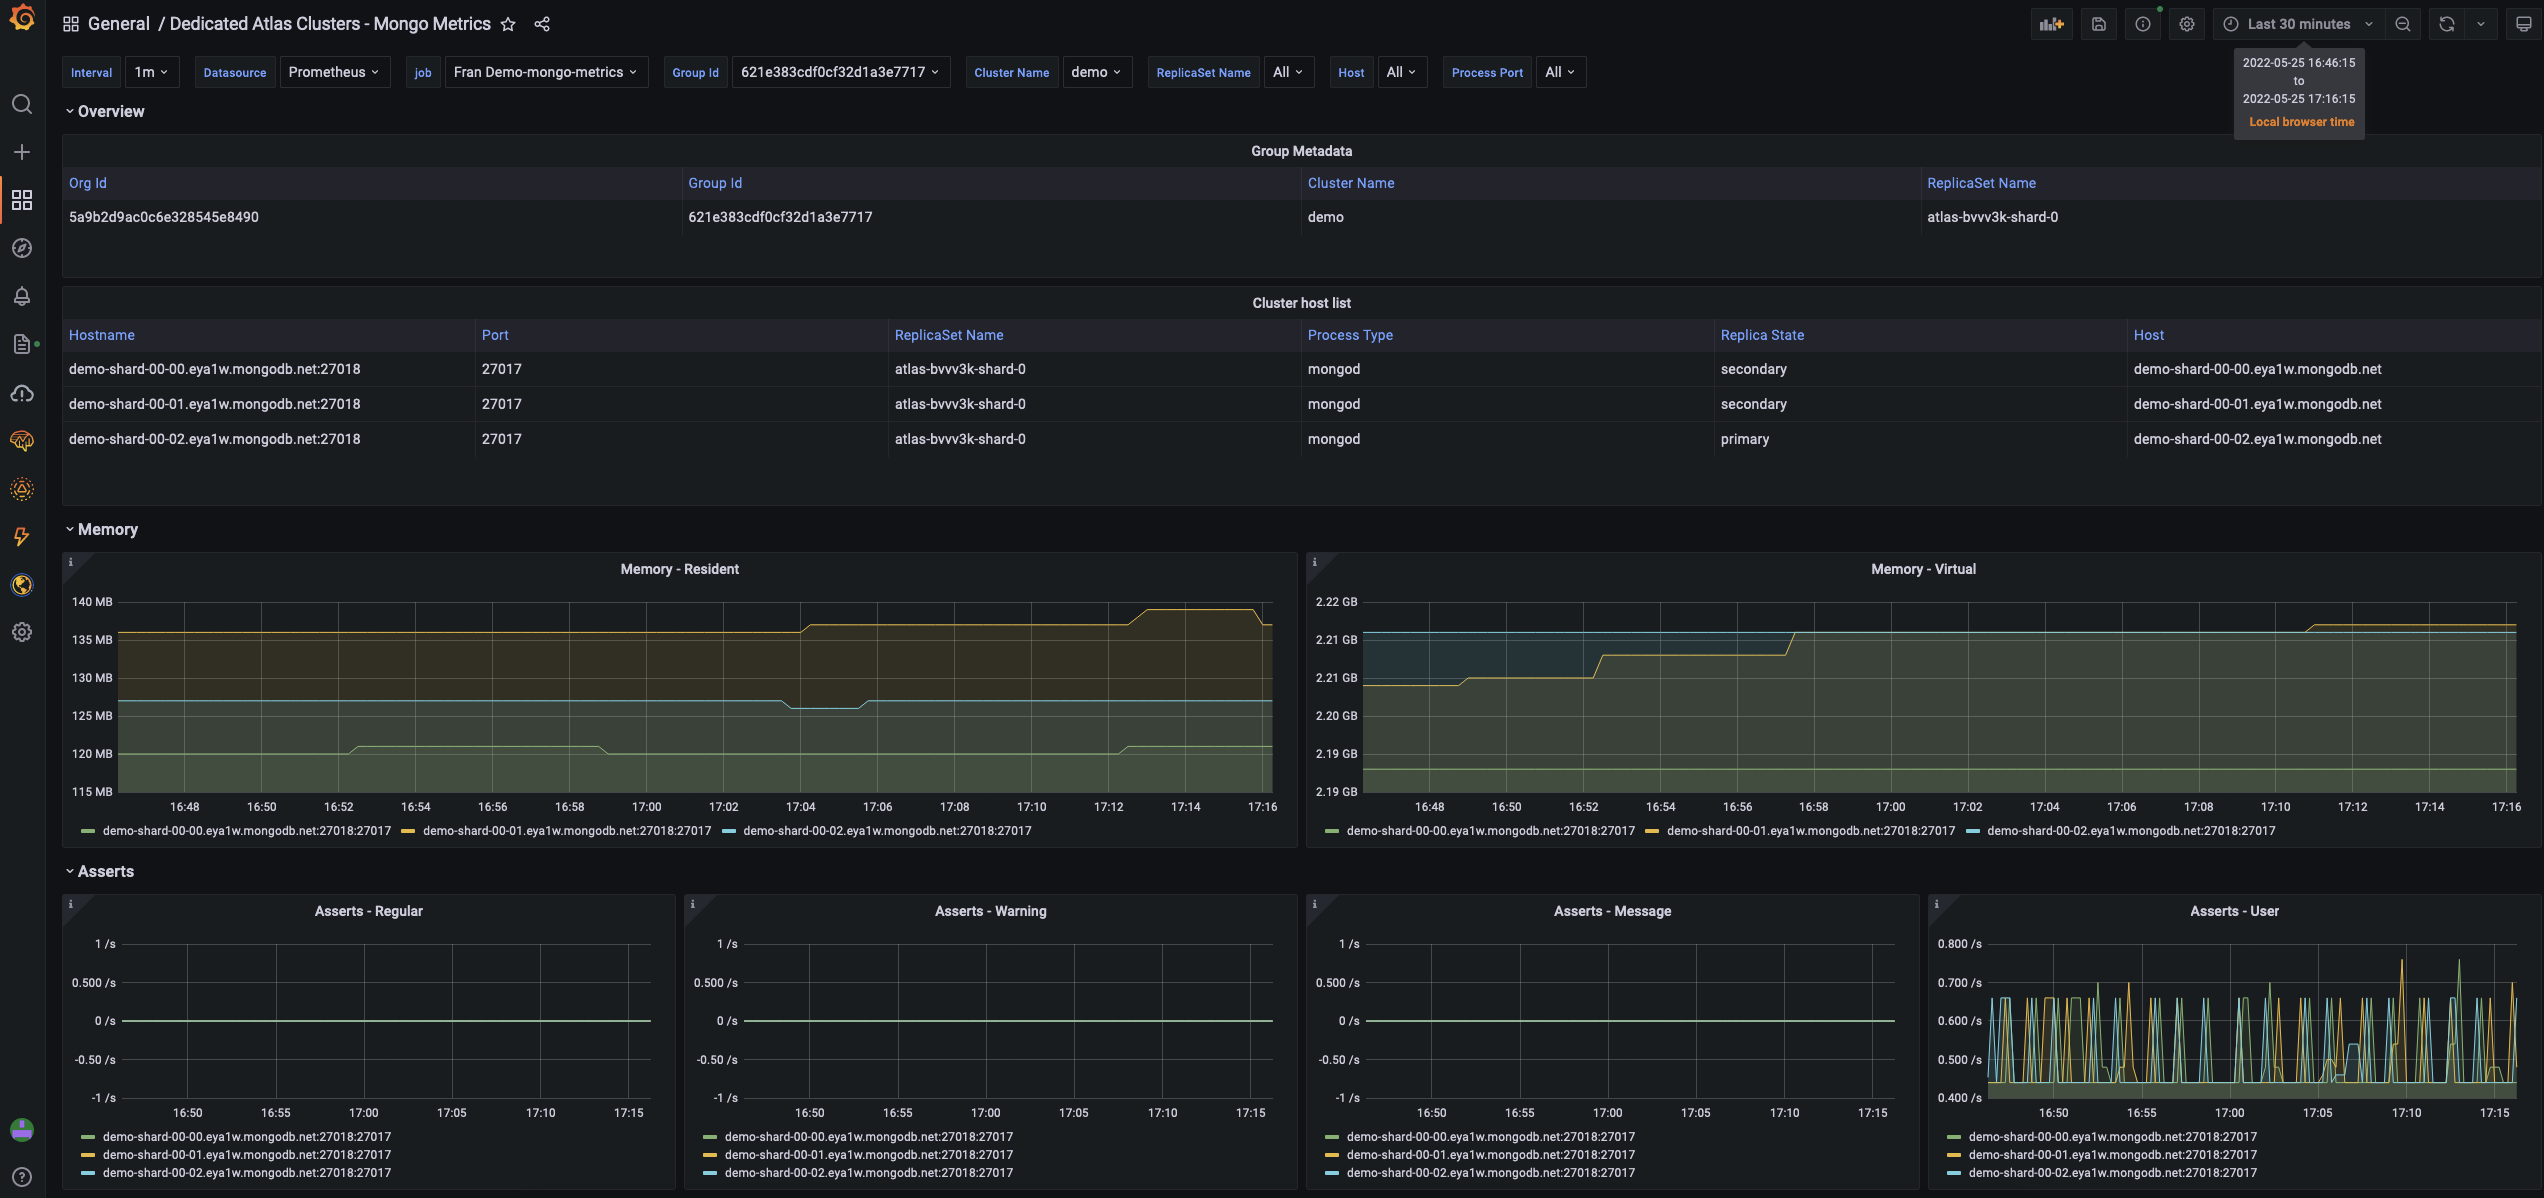 General / Dedicated Atlas Clusters - Mongo Metrics
Last 30 minutes
2022-05-25 16:46:15
to
2022-05-25 17:16:15
Local browser time
Interval 1m Datasource Prometheus job Fran Demo-mongo-metrics Group Id 621e383cdf0cf32d1a3e7717 Cluster Name demo ReplicaSet Name All Host All Process Port All
Overview
Group Metadata
Org Id Group Id Cluster Name ReplicaSet Name
5a9b2d9ac0c6e328545e8490 621e383cdf0cf32d1a3e7717 demo atlas-bvvv3k-shard-0
Cluster host list
Hostname Port ReplicaSet Name Process Type Replica State Host
demo-shard-00-00.eya1w.mongodb.net:27018 27017 atlas-bvvv3k-shard-0 mongod secondary demo-shard-00-00.eya1w.mongodb.net
demo-shard-00-01.eya1w.mongodb.net:27018 27017 atlas-bvvv3k-shard-0 mongod secondary demo-shard-00-01.eya1w.mongodb.net
demo-shard-00-02.eya1w.mongodb.net:27018 27017 atlas-bvvv3k-shard-0 mongod primary demo-shard-00-02.eya1w.mongodb.net
Memory
Memory - Resident
140 MB
135 MB
130 MB
125 MB
120 MB
115 MB
16:48 16:50 16:52 16:54 16:56 16:58 17:00 17:02 17:04 17:06 17:08 17:10 17:12 17:14 17:16
demo-shard-00-00.eya1w.mongodb.net:27018:27017 demo-shard-00-01.eya1w.mongodb.net:27018:27017 demo-shard-00-02.eya1w.mongodb.net:27018:27017
Memory - Virtual
2.22 GB
2.21 GB
2.21 GB
2.20 GB
2.19 GB
2.19 GB
16:48 16:50 16:52 16:54 16:56 16:58 17:00 17:02 17:04 17:06 17:08 17:10 17:12 17:14 17:16
demo-shard-00-00.eya1w.mongodb.net:27018:27017 demo-shard-00-01.eya1w.mongodb.net:27018:27017 demo-shard-00-02.eya1w.mongodb.net:27018:27017
Asserts
Asserts - Regular
1 /s
0.500 /s
0 /s
-0.50 /s
-1 /s
16:50 16:55 17:00 17:05 17:10 17:15
demo-shard-00-00.eya1w.mongodb.net:27018:27017
demo-shard-00-01.eya1w.mongodb.net:27018:27017
demo-shard-00-02.eya1w.mongodb.net:27018:27017
Asserts - Warning
1 /s
0.500 /s
0 /s
-0.50 /s
-1 /s
16:50 16:55 17:00 17:05 17:10 17:15
demo-shard-00-00.eya1w.mongodb.net:27018:27017
demo-shard-00-01.eya1w.mongodb.net:27018:27017
demo-shard-00-02.eya1w.mongodb.net:27018:27017
Asserts - Message
1 /s
0.500 /s
0 /s
-0.50 /s
-1 /s
16:50 16:55 17:00 17:05 17:10 17:15
demo-shard-00-00.eya1w.mongodb.net:27018:27017
demo-shard-00-01.eya1w.mongodb.net:27018:27017
demo-shard-00-02.eya1w.mongodb.net:27018:27017
Asserts - User
0.800 /s
0.700 /s
0.600 /s
0.500 /s
0.400 /s
16:50 16:55 17:00 17:05 17:10 17:15
demo-shard-00-00.eya1w.mongodb.net:27018:27017
demo-shard-00-01.eya1w.mongodb.net:27018:27017
demo-shard-00-02.eya1w.mongodb.net:27018:27017